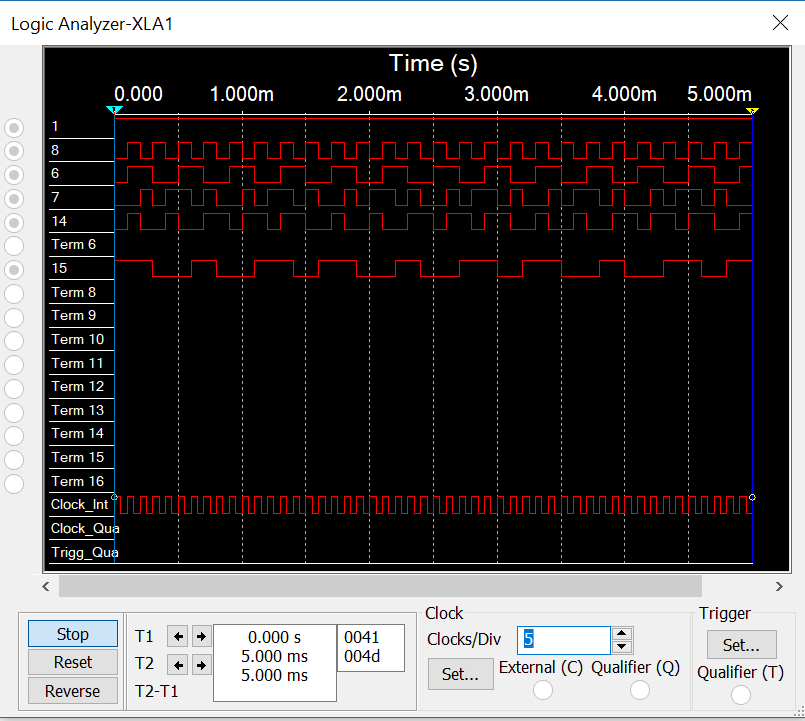 Logic Analyzer-XLA1
Time (s)
0.000 1.000m 2.000m 3.000m 4.000m 5.000m
1
8
6
7
14
Term 6
15
Term 8
Term 9
Term 10
Term 11
Term 12
Term 13
Term 14
Term 15
Term 16
Clock_Int
Clock_Qua
Trigg_Qua
Stop
Reset
Reverse
T1
T2
T2-T1
0.000 s
5.000 ms
5.000 ms
0041
004d
Clock
Clocks/Div 5
Set...
External (C) Qualifier (Q)
Trigger
Set...
Qualifier (T)